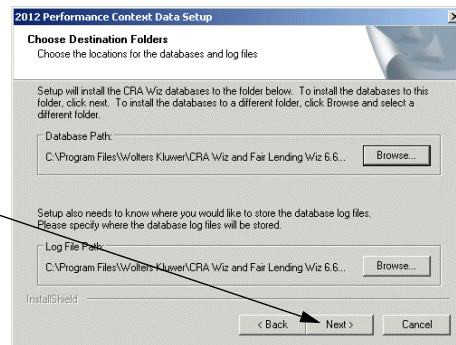 2012 Performance Context Data Setup
Choose Destination Folders
Choose the locations for the databases and log files
Setup will install the CRA Wiz databases to the folder below. To install the databases to this
folder, click next. To install the databases to a different folder, click Browse and select a
different folder.
Database Path:
C:\Program Files\Wolters Kluwer\CRA Wiz and Fair Lending Wiz 6.6...
Browse...
Setup also needs to know where you would like to store the database log files.
Please specify where the database log files will be stored.
Log File Path:
C:\Program Files\Wolters Kluwer\CRA Wiz and Fair Lending Wiz 6.6...
Browse...
InstallShield
< Back
Next >
Cancel